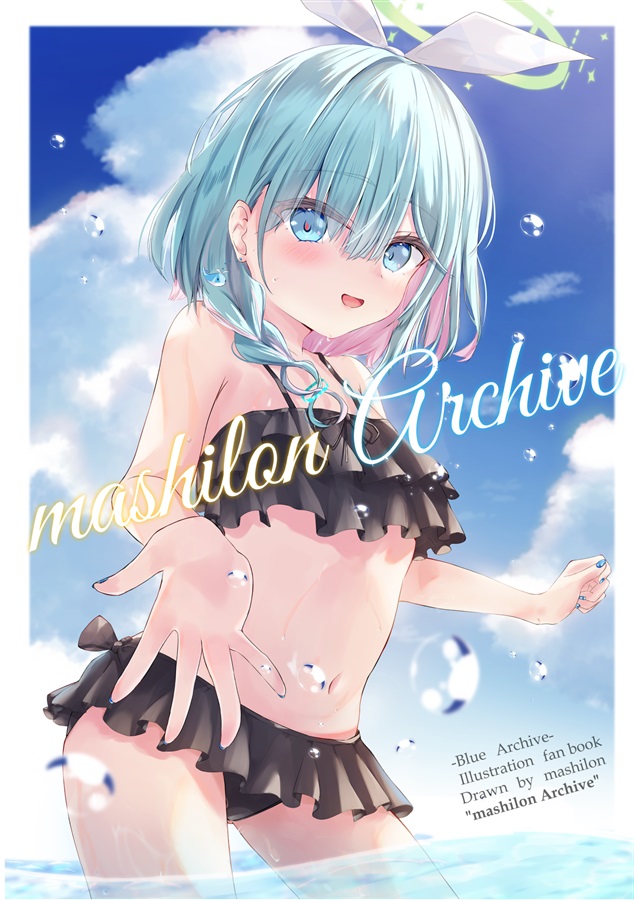 mashilon Archive
-Blue Archive-
Illustration fan book
Drawn by mashilon
"mashilon Archive"